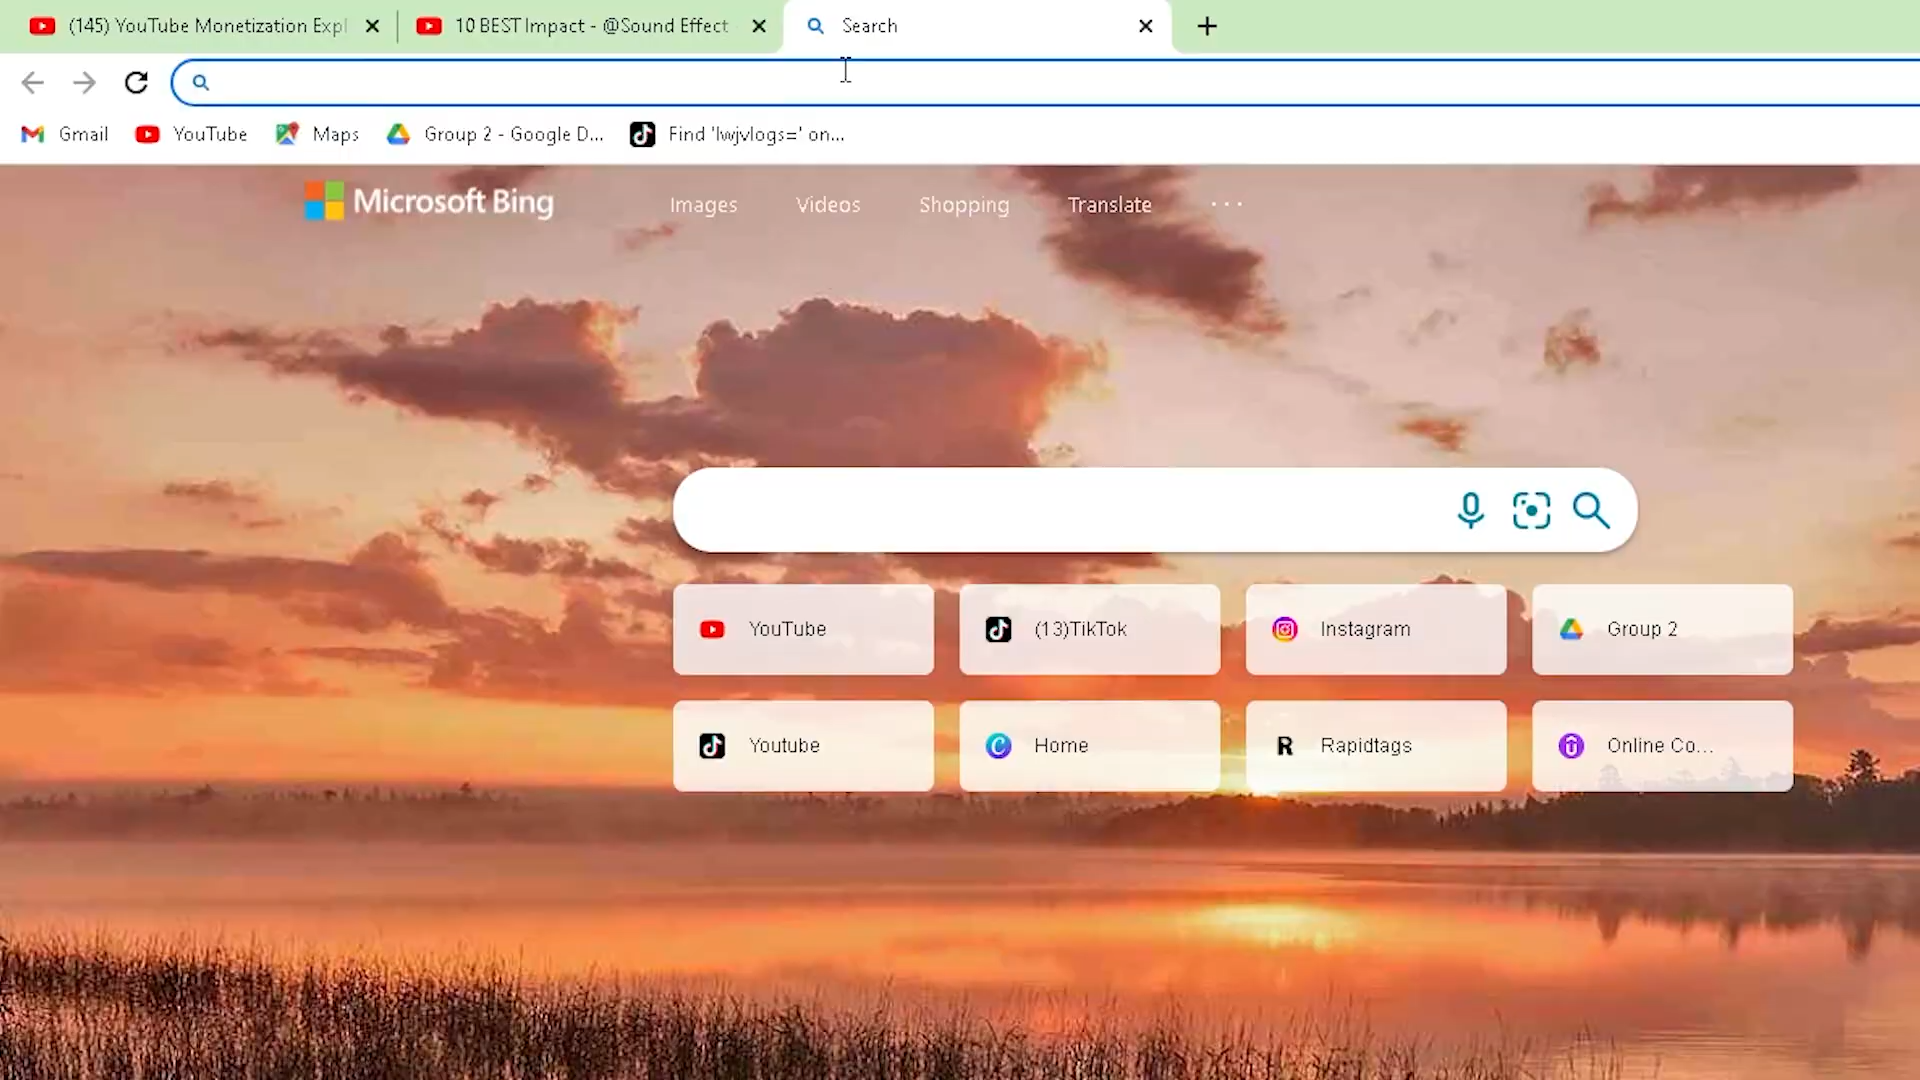 (145) YouTube Monetization Expl
10 BEST Impact - @Sound Effect
Search
Gmail
YouTube
Maps
Group 2 - Google D...
Find 'lwjvlogs=' on...
Microsoft Bing
Images
Videos
Shopping
Translate
YouTube
(13)TikTok
Instagram
Group 2
Youtube
Home
Rapidtags
Online Co...